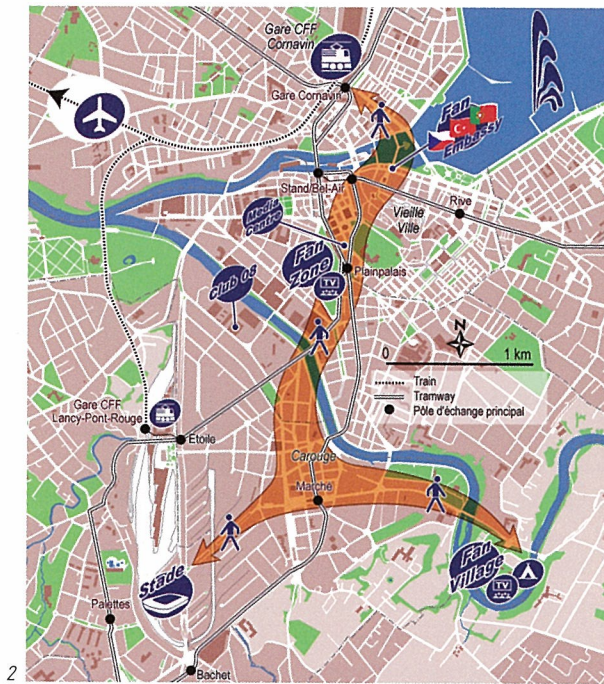 Gare CFF
Cornavin
Gare Cornavin
Fan
Embassy
Stand/Bel-Air
Rive
Media
Centre
Vieille
Ville
Fan
Zone
TV
Plainpalais
Club 08
N
0 1 km
Train
Tramway
Pôle d'échange principal
Gare CFF
Lancy-Pont-Rouge
Etoile
Carouge
Marché
Stade
Fan
Village
TV
Palettes
Bachet
2